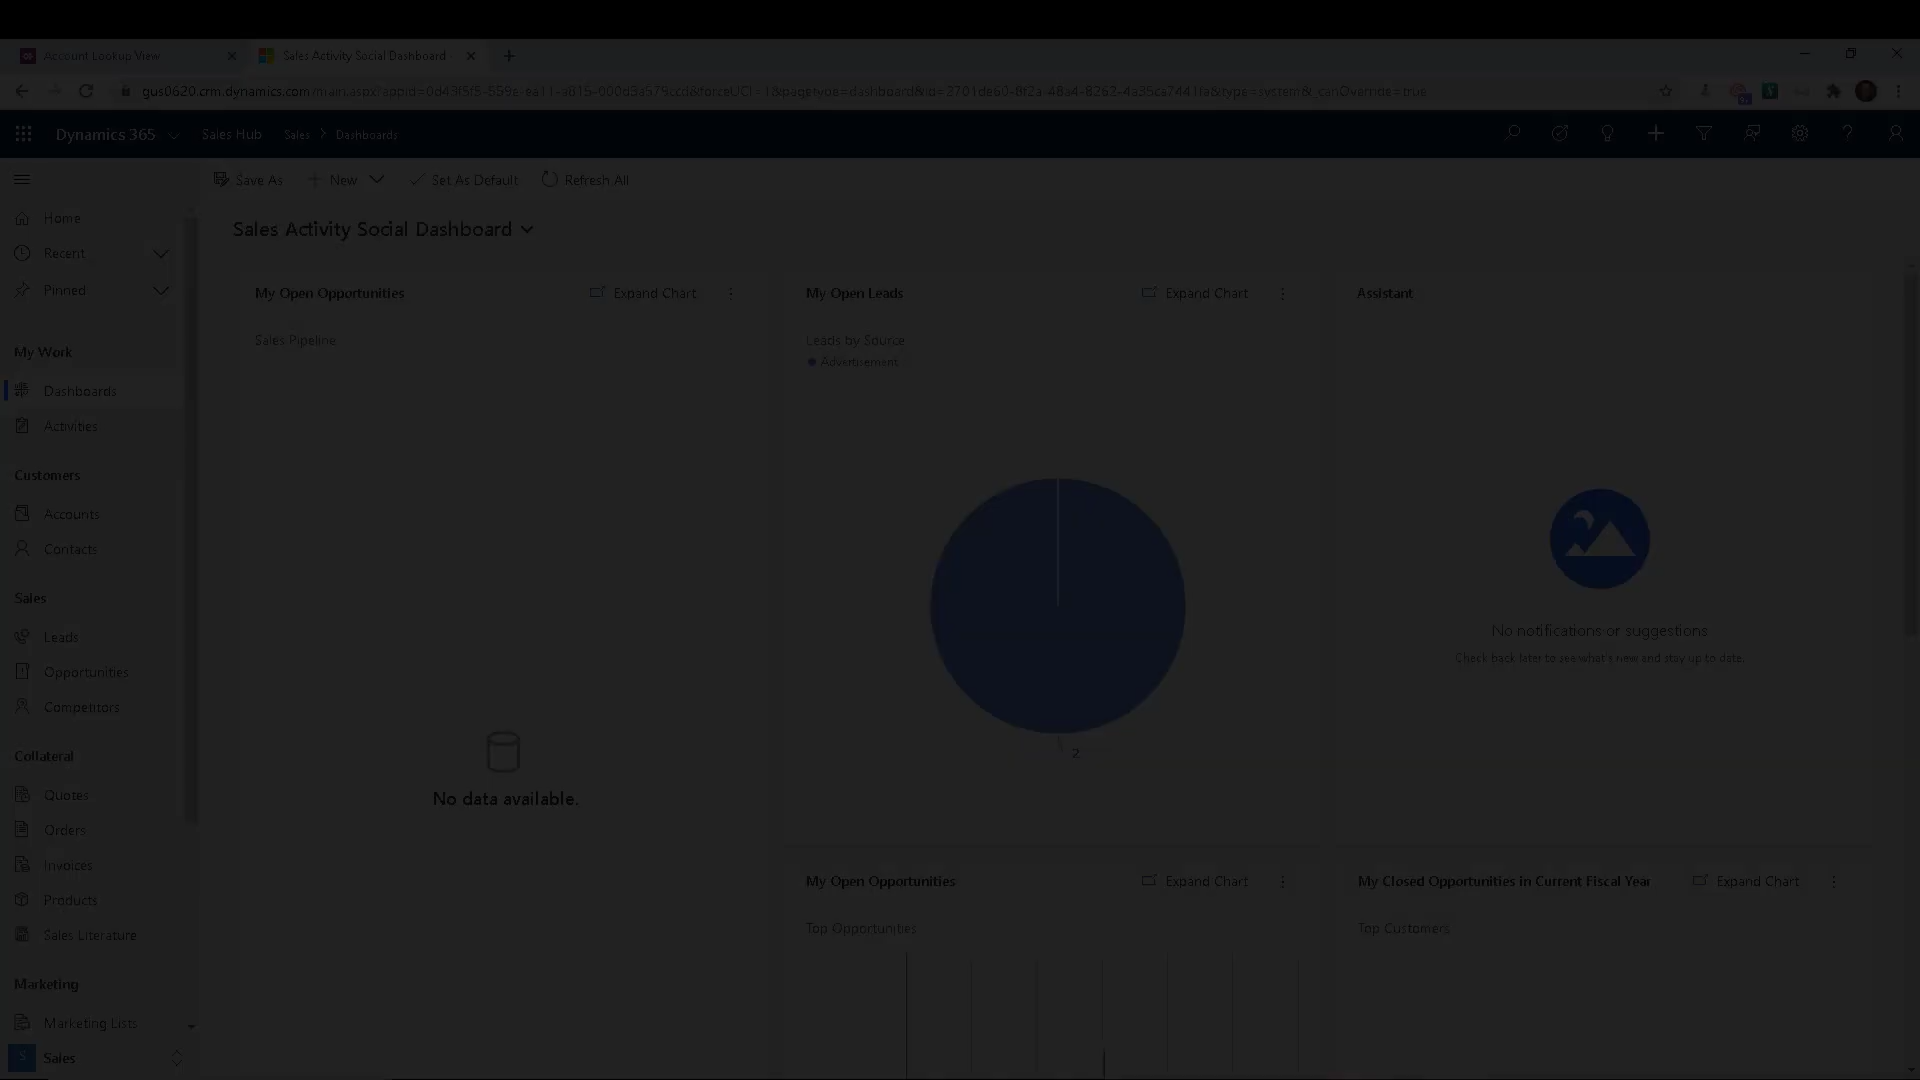 Account Lookup View
Sales Activity Social Dashboard
Dynamics 365
Sales Hub
Sales
Dashboards
Save As
New
Set As Default
Refresh All
Home
Recent
Pinned
My Work
Dashboards
Activities
Customers
Accounts
Contacts
Sales
Leads
Opportunities
Competitors
Collateral
Quotes
Orders
Invoices
Products
Sales Literature
Marketing
Marketing Lists
S
Sales
Sales Activity Social Dashboard
My Open Opportunities
Expand Chart
Sales Pipeline
No data available.
My Open Leads
Expand Chart
Leads by Source
Advertisement
2
Assistant
No notifications or suggestions
Check back later to see what's new and stay up to date.
My Open Opportunities
Expand Chart
Top Opportunities
My Closed Opportunities in Current Fiscal Year
Expand Chart
Top Customers